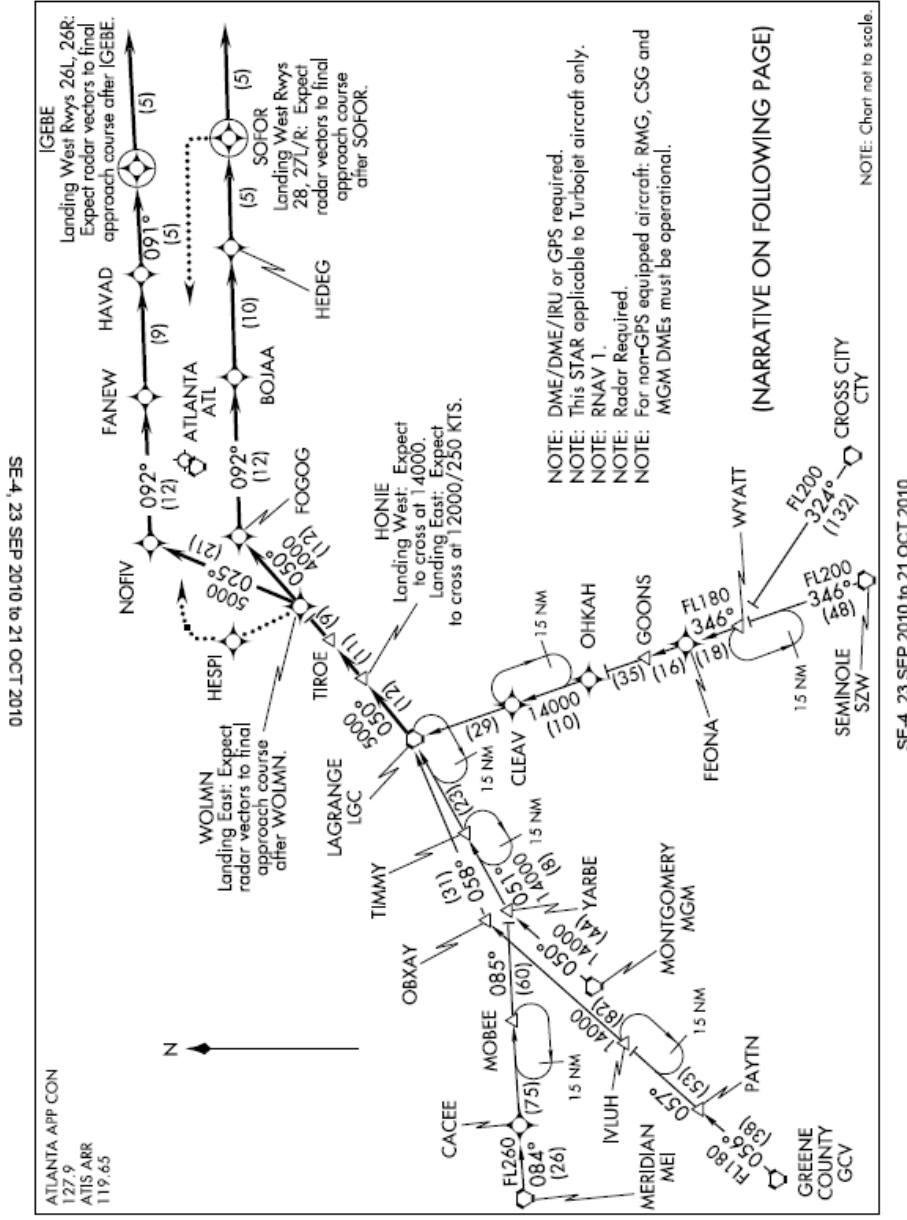 SE-4, 23 SEP 2010 to 21 OCT 2010
ATLANTA APP CON
127.9
ATIS ARR
119.65
N
IGEBE
Landing West Rwys 26L, 26R:
Expect radar vectors to final
approach course after IGEBE.
HAVAD
FANEW
091°
(5)
(5)
(9)
092°
(12)
NOFIV
ATLANTA
ATL
SOFOR
Landing West Rwys
28, 27L/R: Expect
radar vectors to final
approach course
after SOFOR.
(5)
(5)
HEDEG
(10)
BOJAA
092°
(12)
FOGOG
5000
025°
(21)
050°
4000
(12)
HESPI
WOLMN
Landing East: Expect
radar vectors to final
approach course
after WOLMN.
(9)
TIROE
(11)
HONIE
Landing West: Expect
to cross at 14000.
Landing East: Expect
to cross at 12000/250 KTS.
5000
050°
(12)
LAGRANGE
LGC
15 NM
(29)
CLEAV
15 NM
14000
(10)
OHKAH
(35)
GOONS
(16)
FEONA
FL180
346°
(18)
WYATT
15 NM
FL200
346°
(48)
SEMINOLE
SZW
FL200
324°
(132)
CROSS CITY
CTY
TIMMY
(23)
15 NM
058°
(31)
OBXAY
051°
14000
(8)
YARBE
050°
14000
(44)
MONTGOMERY
MGM
085°
(60)
MOBEE
15 NM
(75)
CACEE
FL260
084°
(26)
MERIDIAN
MEI
14000
(82)
IVLUH
15 NM
057°
(53)
PAYTN
FL180
056°
(38)
GREENE
COUNTY
GCV
NOTE: DME/DME/IRU or GPS required.
NOTE: This STAR applicable to Turbojet aircraft only.
NOTE: RNAV 1.
NOTE: Radar Required.
NOTE: For non-GPS equipped aircraft: RMG, CSG and
MGM DMEs must be operational.
(NARRATIVE ON FOLLOWING PAGE)
NOTE: Chart not to scale.
SE-4, 23 SEP 2010 to 21 OCT 2010